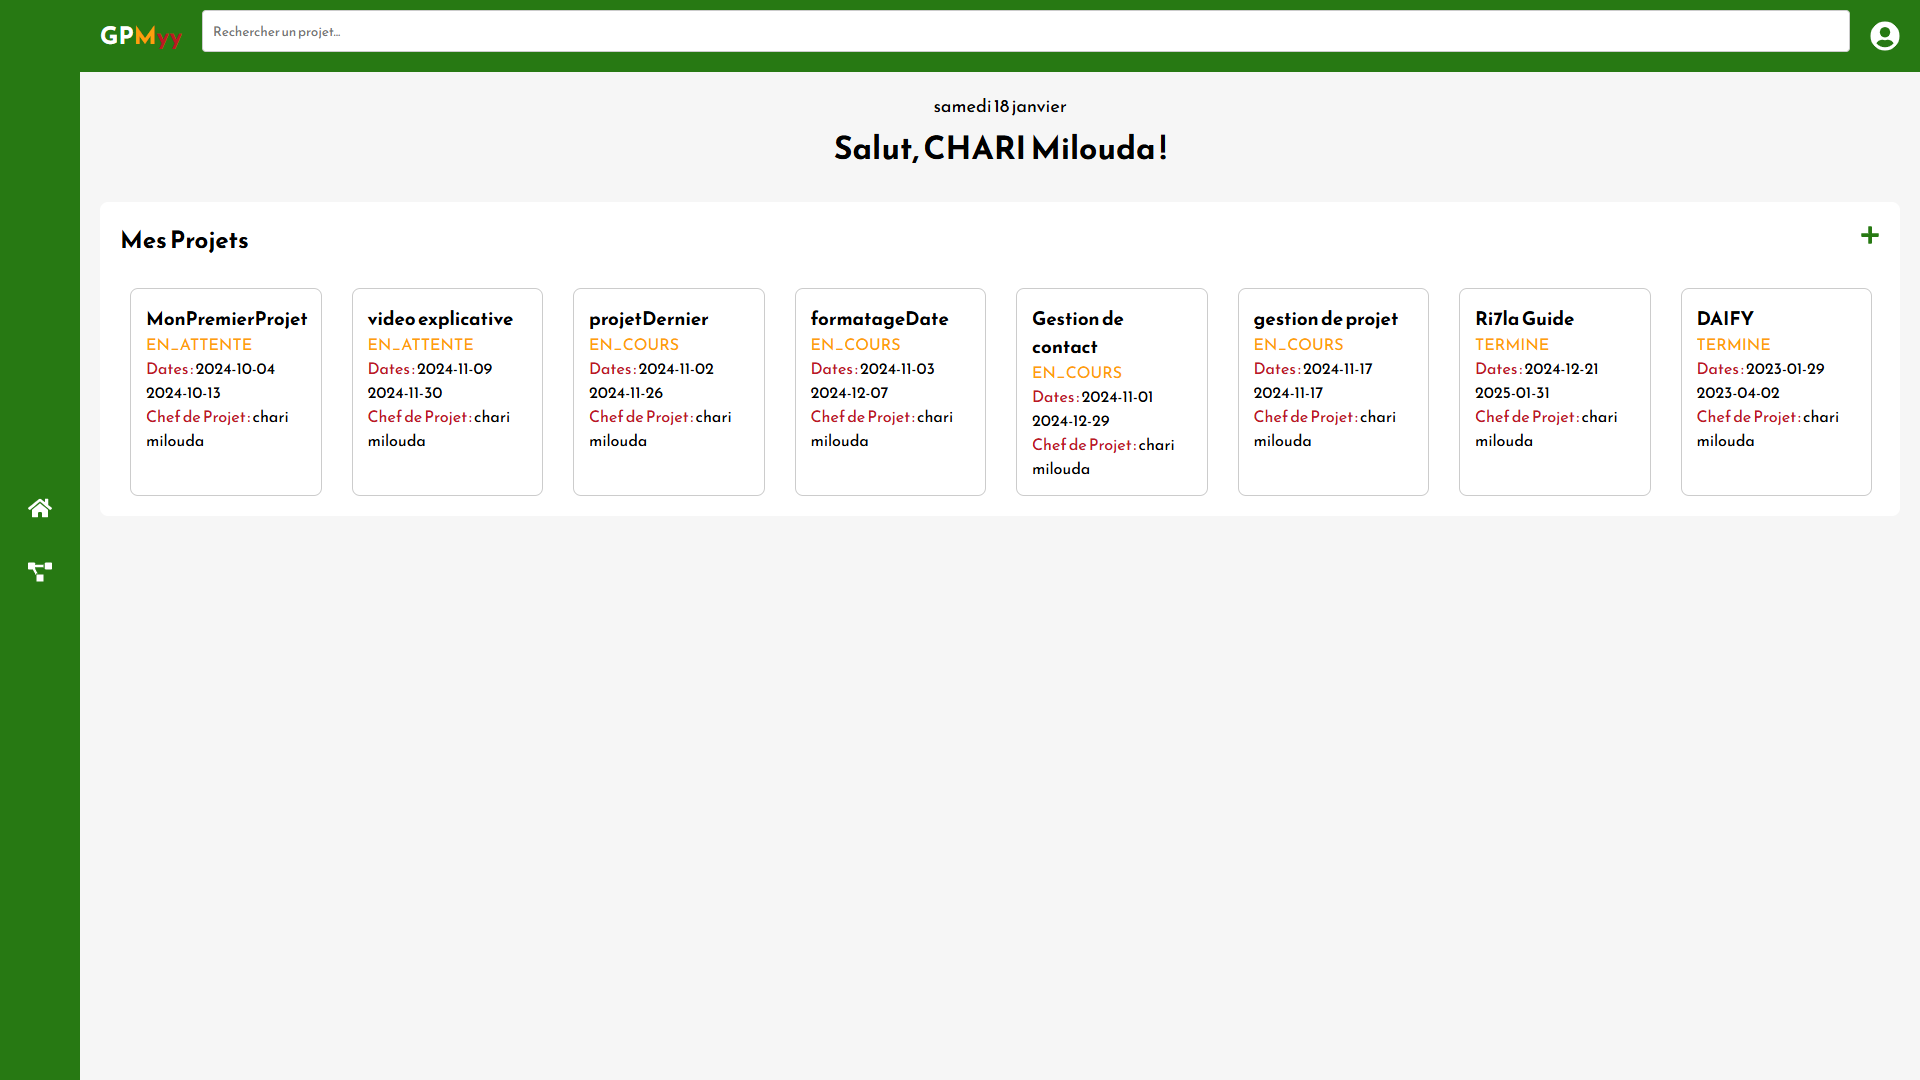 GPMyy
Rechercher un projet...
samedi 18 janvier
Salut, CHARI Milouda !
Mes Projets
MonPremierProjet
EN_ATTENTE
Dates : 2024-10-04
2024-10-13
Chef de Projet : chari
milouda
video explicative
EN_ATTENTE
Dates : 2024-11-09
2024-11-30
Chef de Projet : chari
milouda
projetDernier
EN_COURS
Dates : 2024-11-02
2024-11-26
Chef de Projet : chari
milouda
formatageDate
EN_COURS
Dates : 2024-11-03
2024-12-07
Chef de Projet : chari
milouda
Gestion de
contact
EN_COURS
Dates : 2024-11-01
2024-12-29
Chef de Projet : chari
milouda
gestion de projet
EN_COURS
Dates : 2024-11-17
2024-11-17
Chef de Projet : chari
milouda
Ri7la Guide
TERMINE
Dates : 2024-12-21
2025-01-31
Chef de Projet : chari
milouda
DAIFY
TERMINE
Dates : 2023-01-29
2023-04-02
Chef de Projet : chari
milouda